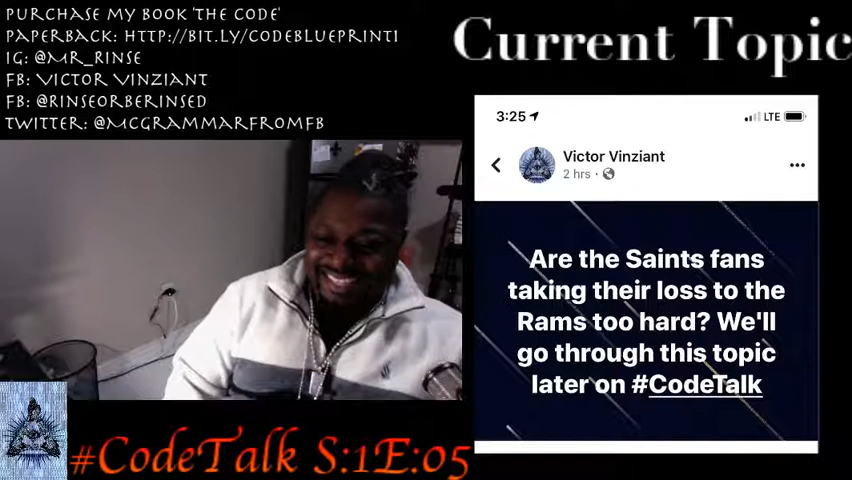 PURCHASE MY BOOK 'THE CODE'
PAPERBACK: HTTP://BIT.LY/CODEBLUEPRINT1
IG: @MR_RINSE
FB: VICTOR VINZIANT
FB: @RINSEORBERINSED
TWITTER: @MCGRAMMARFROMFB
Current Topic
3:25
LTE
Victor Vinziant
2 hrs ·
Are the Saints fans
taking their loss to the
Rams too hard? We'll
go through this topic
later on #CodeTalk
#CodeTalk S:1E:05